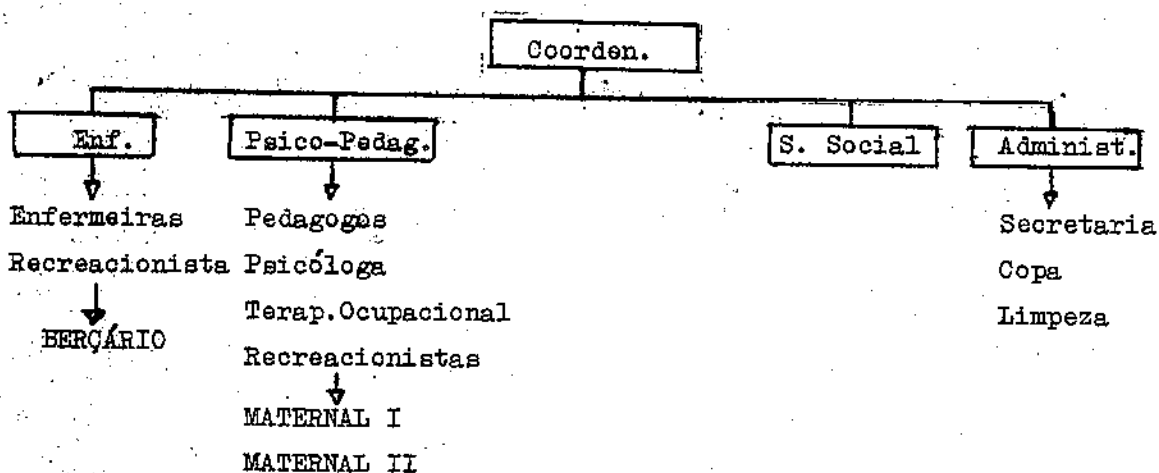 Coorden.
Enf. Psico-Pedag. S. Social Administ.
Enfermeiras Pedagogos Secretaria
Recreacionista Psicóloga Copa
Terap.Ocupacional Limpeza
BERÇÁRIO
Recreacionistas
MATERNAL I
MATERNAL II